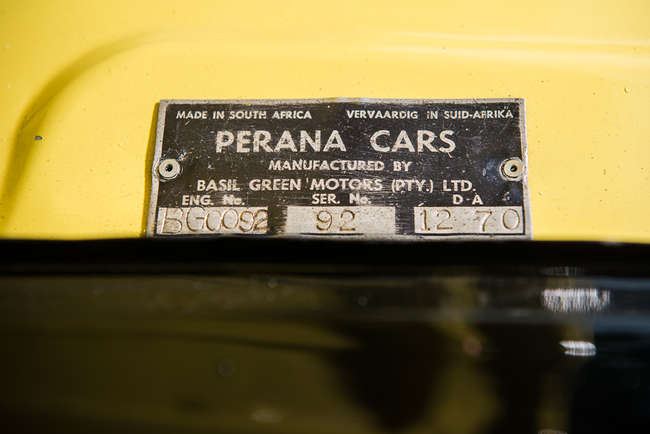 MADE IN SOUTH AFRICA VERVAARDIG IN SUID-AFRIKA
PERANA CARS
MANUFACTURED BY
BASIL GREEN MOTORS (PTY.) LTD.
ENG. No. SER. No. D-A
BG0092 92 12 70